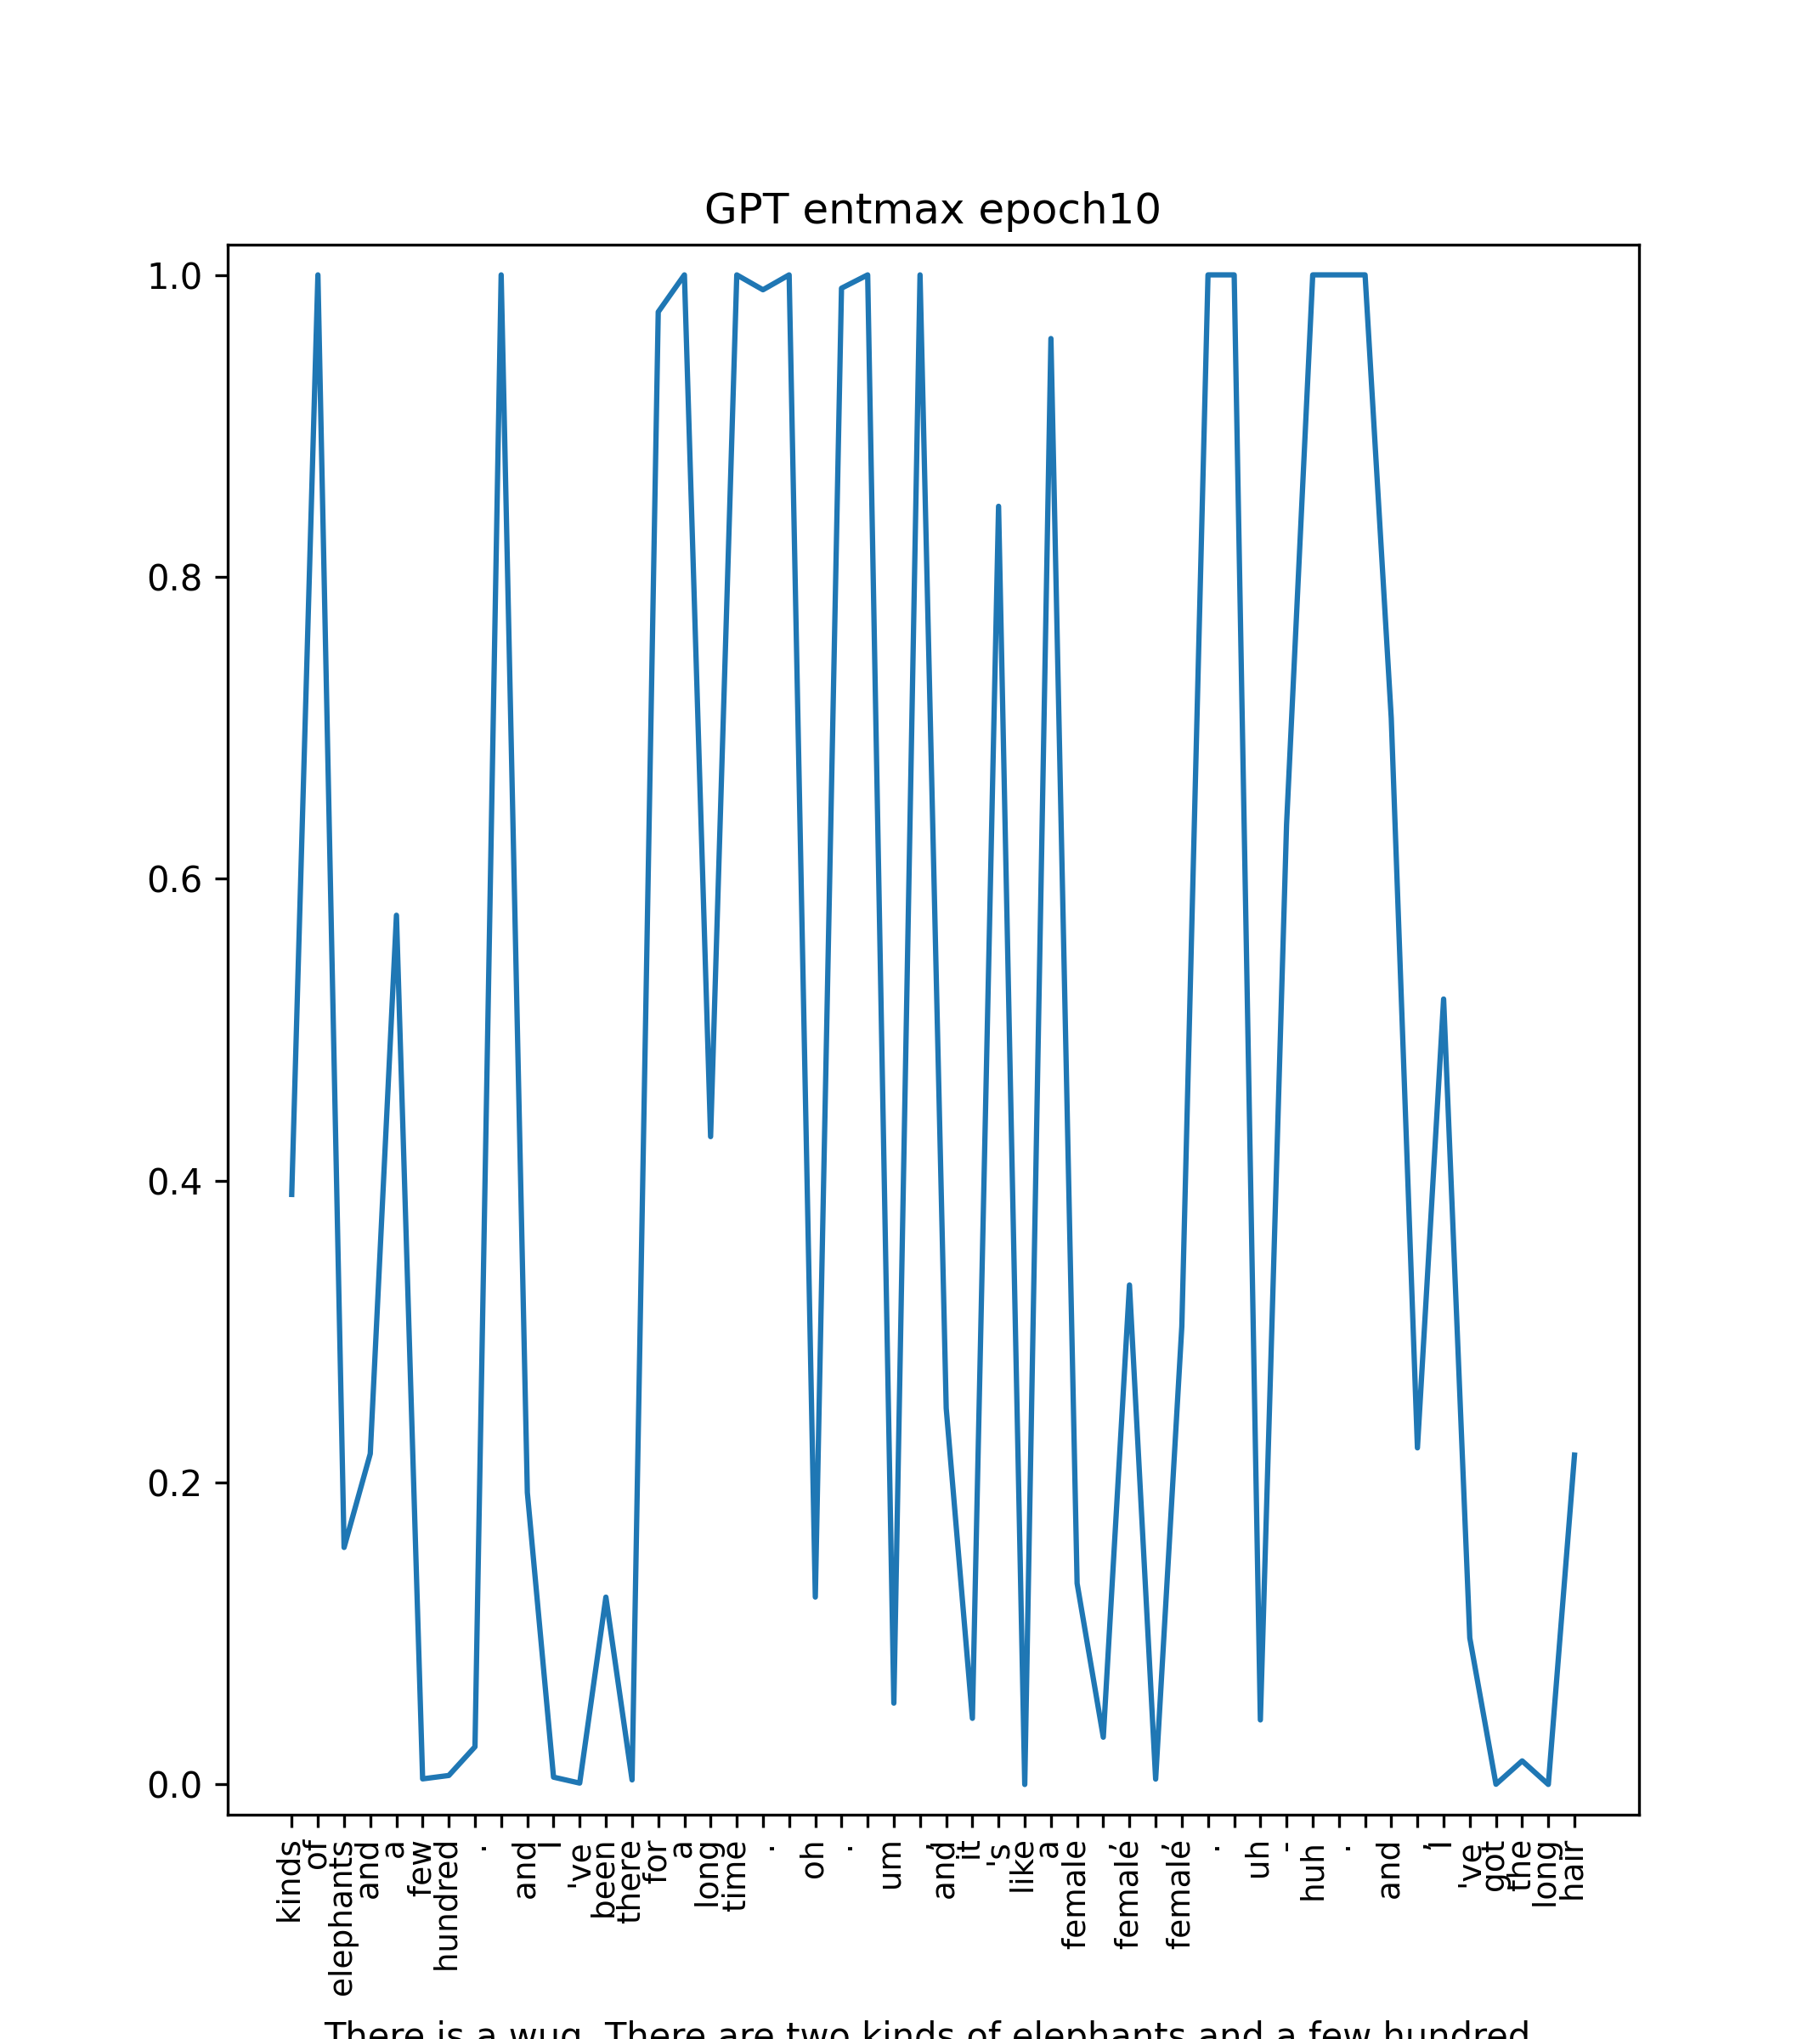 GPT entmax epoch10
1.0
0.8
0.6
0.4
0.2
0.0
kinds
of
elephants
and
a
few
hundred
.
and
I
've
been
there
for
a
long
time
.
oh
.
um
,
and
it
's
like
a
female
,
female
,
female
.
uh
-
huh
.
and
,
I
've
got
the
long
hair
There is a wug. There are two kinds of elephants and a few hundred